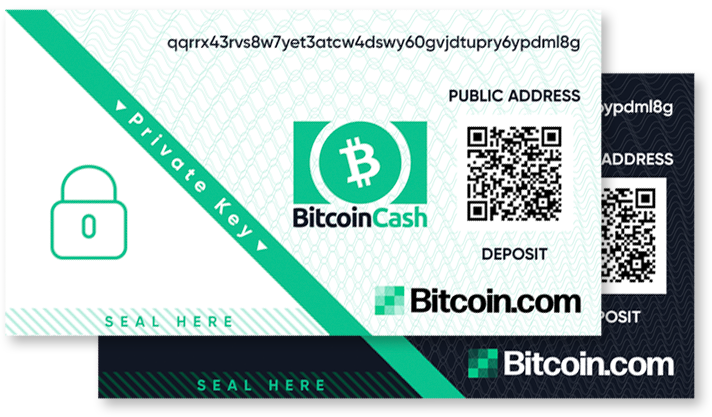 qqrrx43rvs8w7yet3atcw4dswy60gvjdtupry6ypdml8g
PUBLIC ADDRESS
Private Key
BitcoinCash
DEPOSIT
Bitcoin.com
SEAL HERE
ypdml8g
ADDRESS
POSIT
Bitcoin.com
SEAL HERE